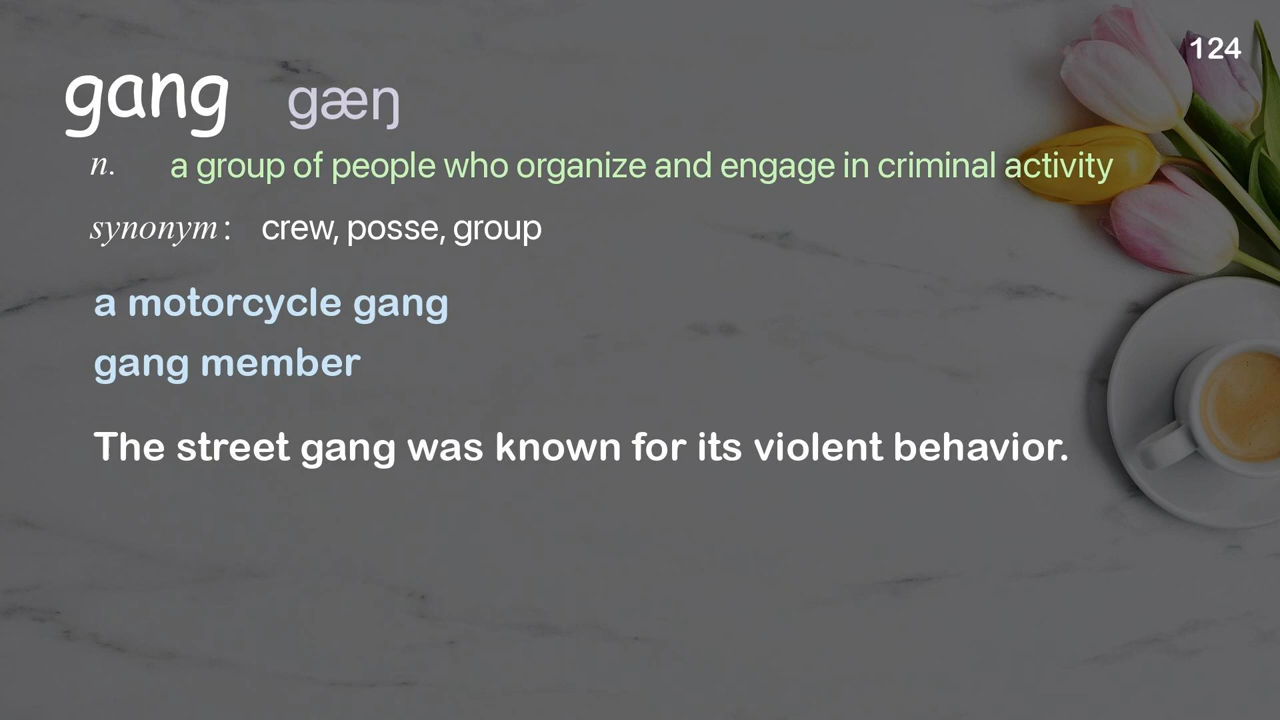 124
gang gæŋ
n. a group of people who organize and engage in criminal activity
synonym: crew, posse, group
a motorcycle gang
gang member
The street gang was known for its violent behavior.